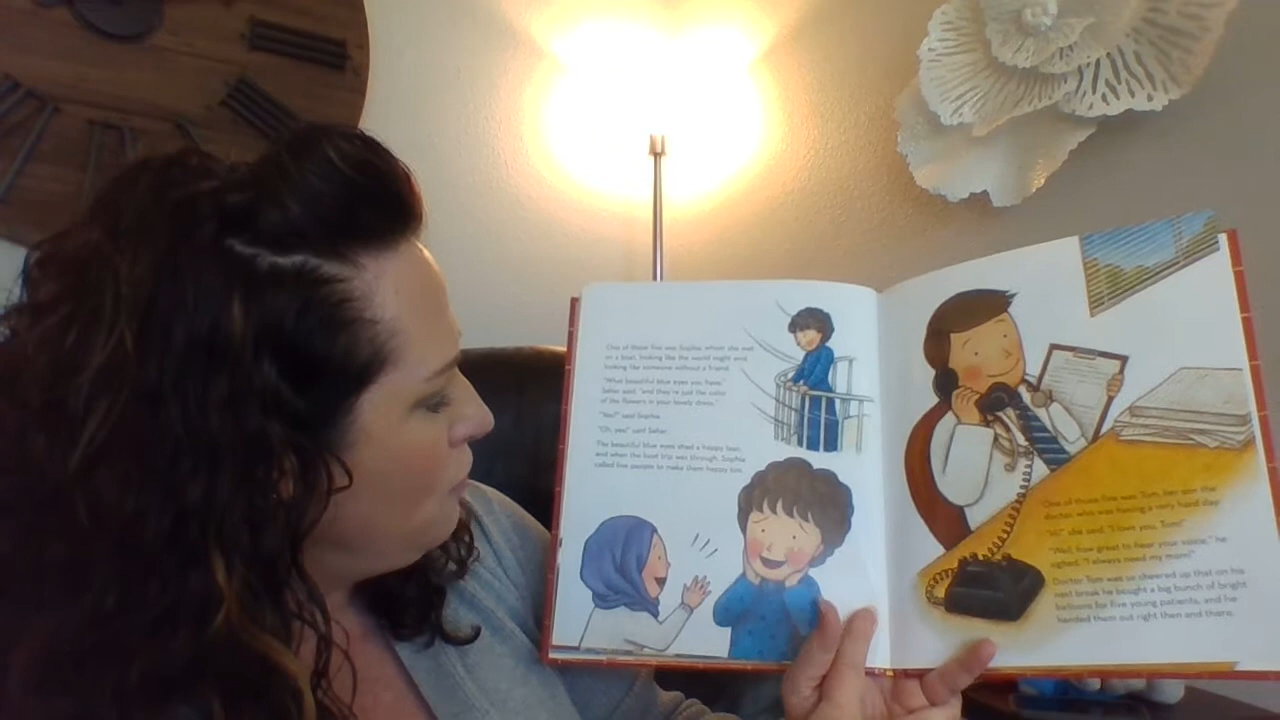 One of those five was Sophia, whom she met
on a boat, looking like the world might end,
looking like someone without a friend.
"What beautiful blue eyes you have,"
Sahar said, "and they're just the color
of the flowers in your lovely dress."
"Yes?" said Sophia.
"Oh, yes!" said Sahar.
The beautiful blue eyes shed a happy tear,
and when the boat trip was through, Sophia
called five people to make them happy too.
One of those five was Tom, her son the
doctor, who was having a very hard day.
"Hi!" she said. "I love you, Tom!"
"Well, how great to hear your voice," he
sighed. "I always need my mom!"
Doctor Tom was so cheered up that on his
next break he bought a big bunch of bright
balloons for five young patients, and he
handed them out right then and there.